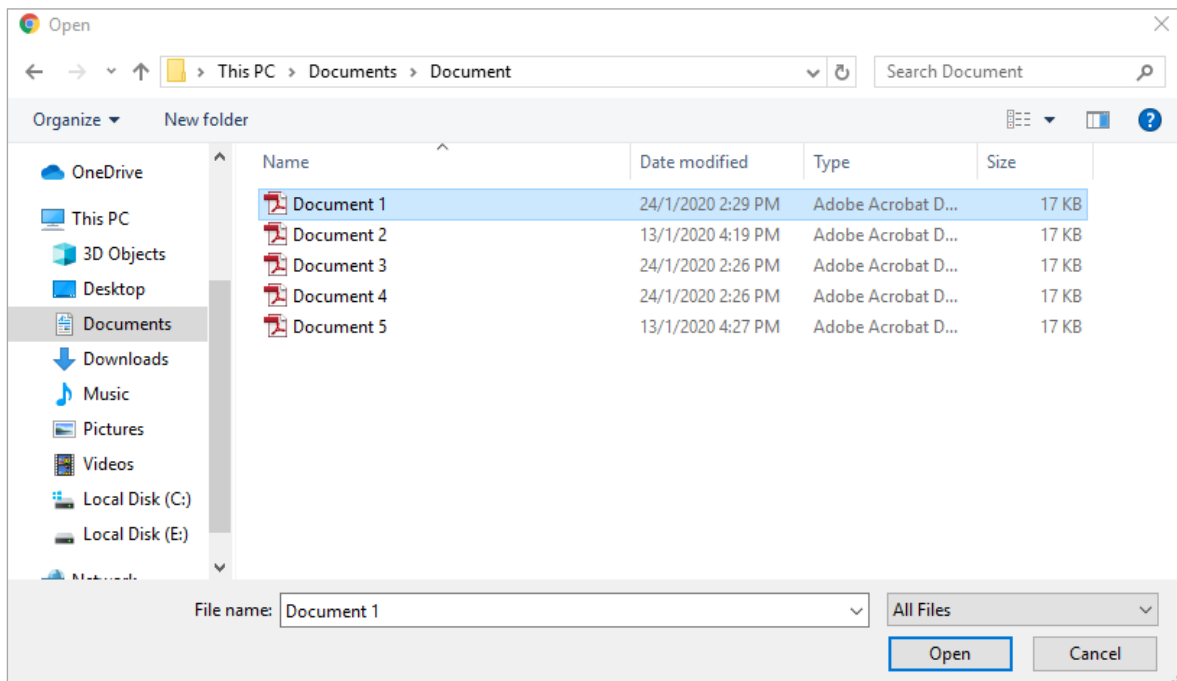 Open
This PC > Documents > Document
Search Document
Organize
New folder
Name Date modified Type Size
OneDrive
This PC
3D Objects
Desktop
Documents
Downloads
Music
Pictures
Videos
Local Disk (C:)
Local Disk (E:)
Document 1 24/1/2020 2:29 PM Adobe Acrobat D... 17 KB
Document 2 13/1/2020 4:19 PM Adobe Acrobat D... 17 KB
Document 3 24/1/2020 2:26 PM Adobe Acrobat D... 17 KB
Document 4 24/1/2020 2:26 PM Adobe Acrobat D... 17 KB
Document 5 13/1/2020 4:27 PM Adobe Acrobat D... 17 KB
File name: Document 1
All Files
Open Cancel